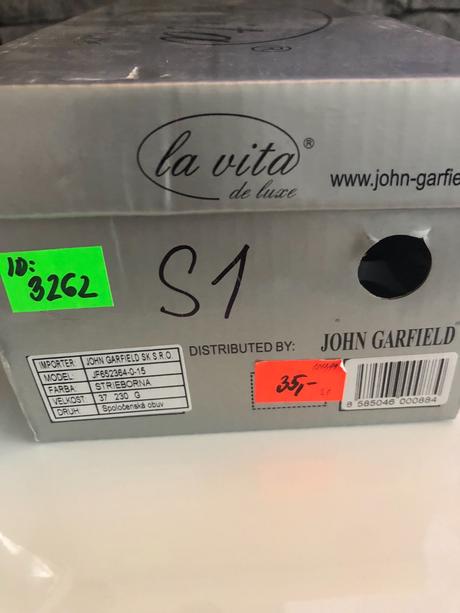 la vita ®
de luxe
www.john-garfie
ID:
3262
S1
DISTRIBUTED BY: JOHN GARFIELD
IMPORTER: JOHN GARFIELD SK S.R.O.
MODEL: JF652364-0-15
FARBA: STRIEBORNA
VEĽKOSŤ: 37 230 G
DRUH: Spoločenská obuv
35,-
8 585046 000884